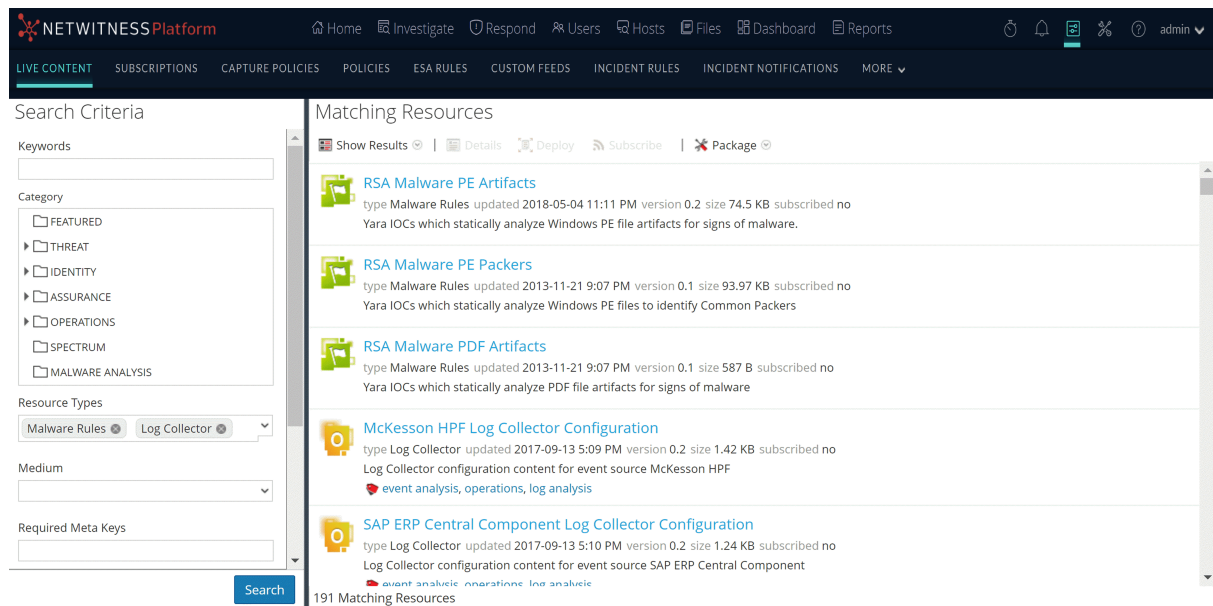 NETWITNESS Platform
Home Investigate Respond Users Hosts Files Dashboard Reports admin
LIVE CONTENT SUBSCRIPTIONS CAPTURE POLICIES POLICIES ESA RULES CUSTOM FEEDS INCIDENT RULES INCIDENT NOTIFICATIONS MORE
Search Criteria
Keywords
Category
FEATURED
THREAT
IDENTITY
ASSURANCE
OPERATIONS
SPECTRUM
MALWARE ANALYSIS
Resource Types
Malware Rules Log Collector
Medium
Required Meta Keys
Search
Matching Resources
Show Results Details Deploy Subscribe Package
RSA Malware PE Artifacts
type Malware Rules updated 2018-05-04 11:11 PM version 0.2 size 74.5 KB subscribed no
Yara IOCs which statically analyze Windows PE file artifacts for signs of malware.
RSA Malware PE Packers
type Malware Rules updated 2013-11-21 9:07 PM version 0.1 size 93.97 KB subscribed no
Yara IOCs which statically analyze Windows PE files to identify Common Packers
RSA Malware PDF Artifacts
type Malware Rules updated 2013-11-21 9:07 PM version 0.1 size 587 B subscribed no
Yara IOCs which statically analyze PDF file artifacts for signs of malware
McKesson HPF Log Collector Configuration
type Log Collector updated 2017-09-13 5:09 PM version 0.2 size 1.42 KB subscribed no
Log Collector configuration content for event source McKesson HPF
event analysis, operations, log analysis
SAP ERP Central Component Log Collector Configuration
type Log Collector updated 2017-09-13 5:10 PM version 0.2 size 1.24 KB subscribed no
Log Collector configuration content for event source SAP ERP Central Component
event analysis, operations, log analysis
191 Matching Resources